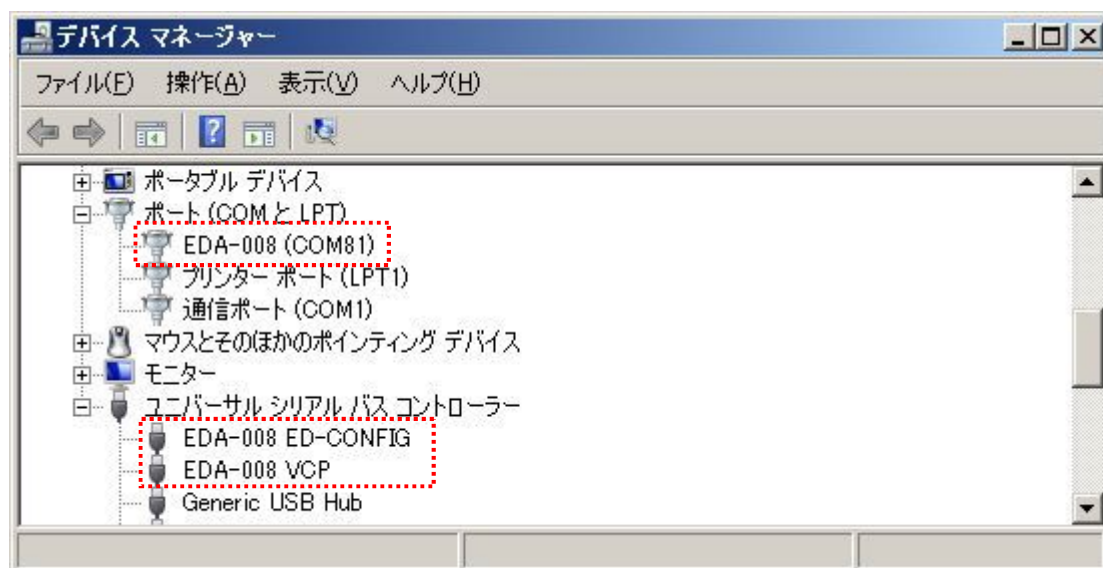 デバイス マネージャー
ファイル(F) 操作(A) 表示(V) ヘルプ(H)
ポータブル デバイス
ポート (COM と LPT)
EDA-008 (COM81)
プリンター ポート (LPT1)
通信ポート (COM1)
マウスとそのほかのポインティング デバイス
モニター
ユニバーサル シリアル バス コントローラー
EDA-008 ED-CONFIG
EDA-008 VCP
Generic USB Hub